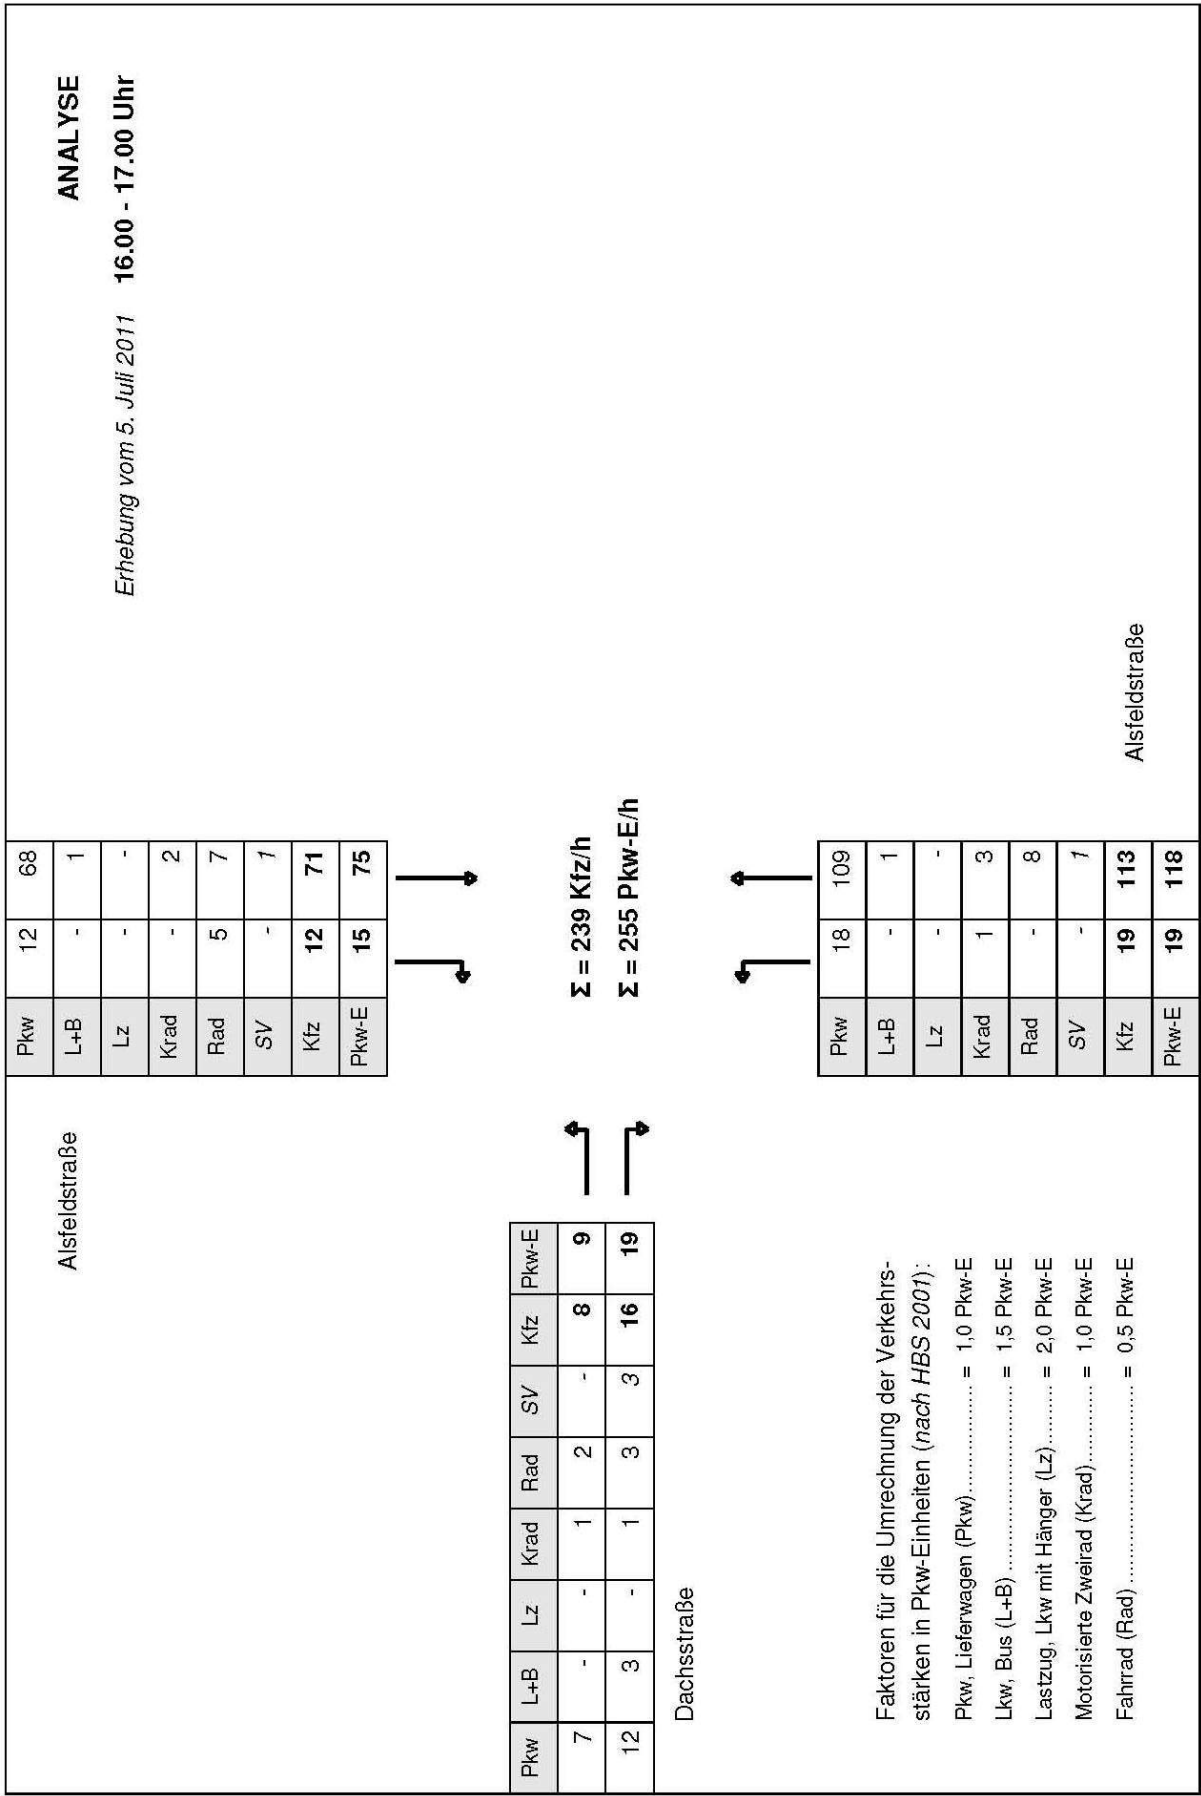 ANALYSE
Erhebung vom 5. Juli 2011 16.00 - 17.00 Uhr
Alsfeldstraße
Pkw 12 68
L+B - 1
Lz - -
Krad - 2
Rad 5 7
SV - 1
Kfz 12 71
Pkw-E 15 75
Σ = 239 Kfz/h
Σ = 255 Pkw-E/h
Pkw L+B Lz Krad Rad SV Kfz Pkw-E
7 - - 1 2 - 8 9
12 3 - 1 3 3 16 19
Dachsstraße
Pkw 18 109
L+B - 1
Lz - -
Krad 1 3
Rad - 8
SV - 1
Kfz 19 113
Pkw-E 19 118
Alsfeldstraße
Faktoren für die Umrechnung der Verkehrs-
stärken in Pkw-Einheiten (nach HBS 2001):
Pkw, Lieferwagen (Pkw)................. = 1,0 Pkw-E
Lkw, Bus (L+B) ............................... = 1,5 Pkw-E
Lastzug, Lkw mit Hänger (Lz).......... = 2,0 Pkw-E
Motorisierte Zweirad (Krad)............. = 1,0 Pkw-E
Fahrrad (Rad) ................................. = 0,5 Pkw-E